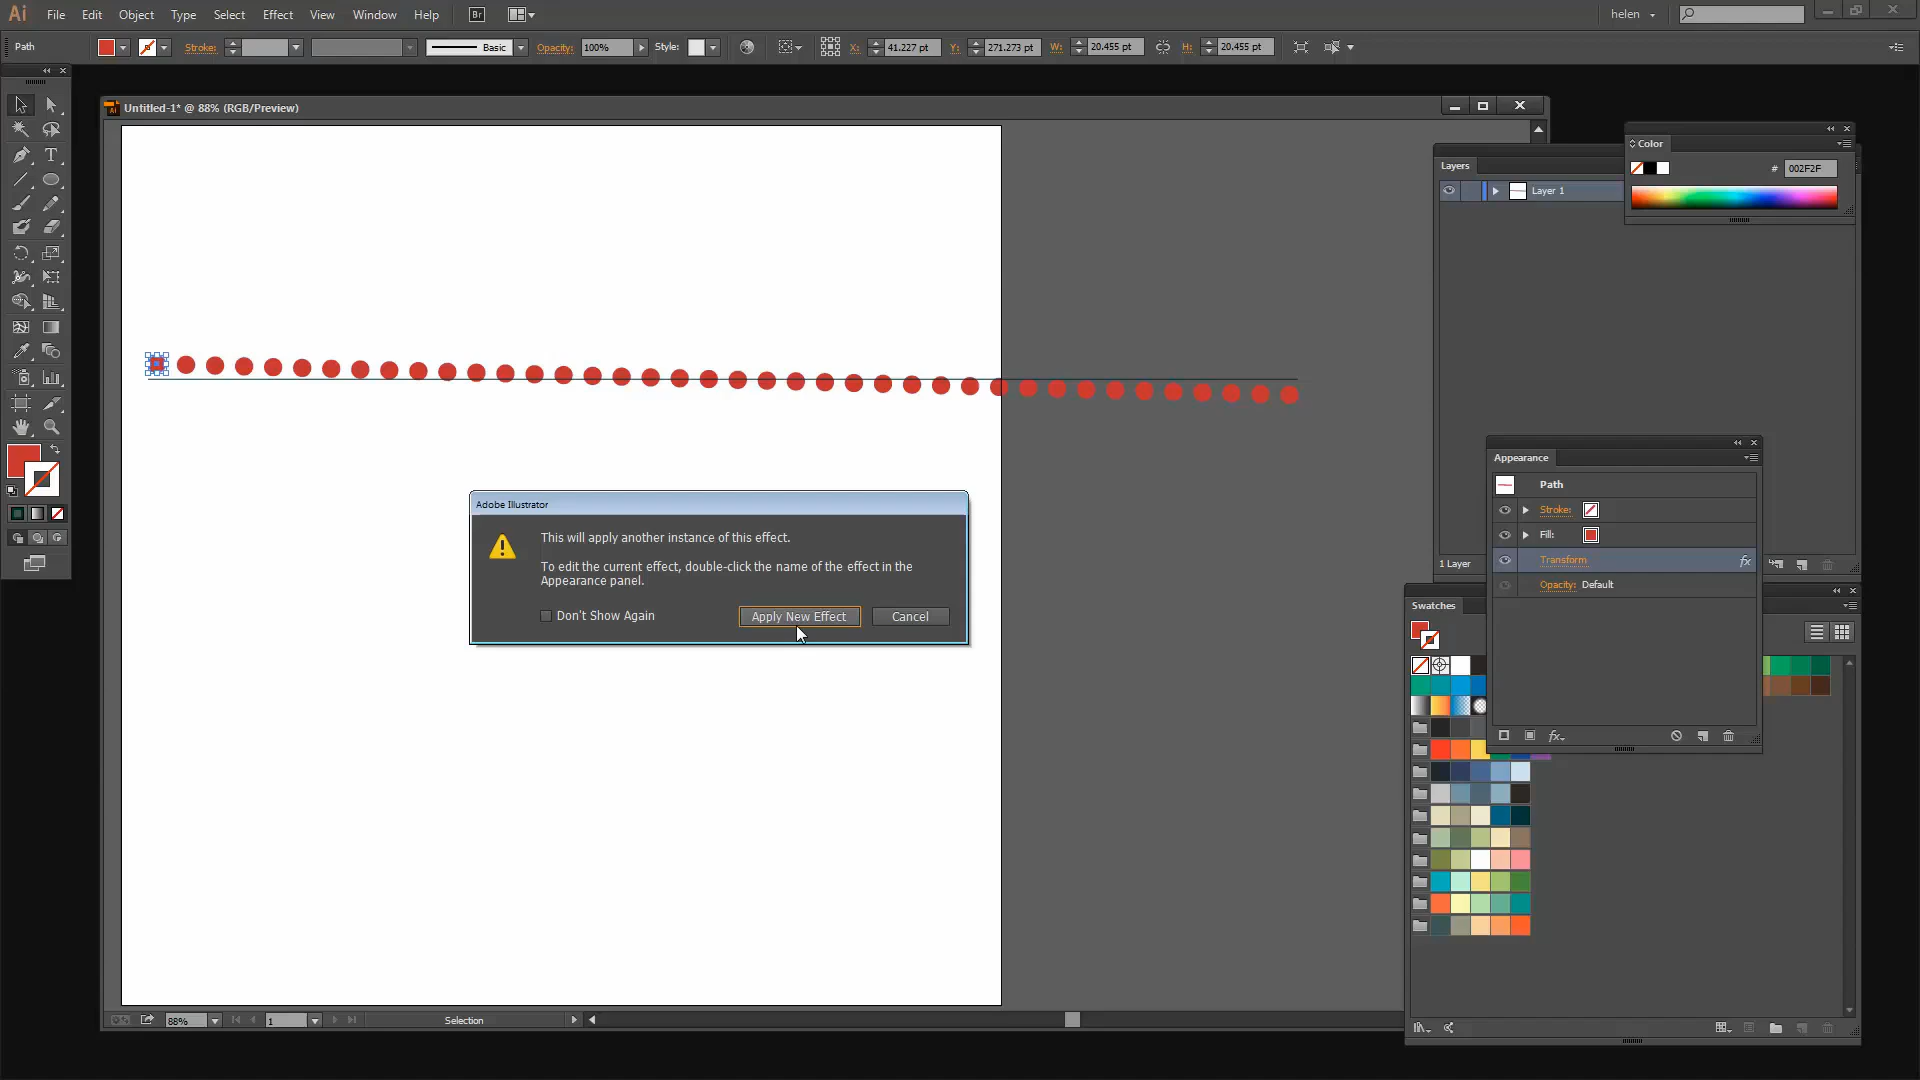 Ai File Edit Object Type Select Effect View Window Help Br helen
Path Stroke: Basic Opacity: 100% Style: X: 41.227 pt Y: 271.273 pt W: 20.455 pt H: 20.455 pt
Untitled-1* @ 88% (RGB/Preview)
Color
# 002F2F
Layers
Layer 1
Adobe Illustrator
This will apply another instance of this effect.
To edit the current effect, double-click the name of the effect in the
Appearance panel.
Don't Show Again
Apply New Effect
Cancel
Appearance
Path
Stroke:
Fill:
Transform fx
Opacity: Default
fx
1 Layer
Swatches
88% 1 Selection